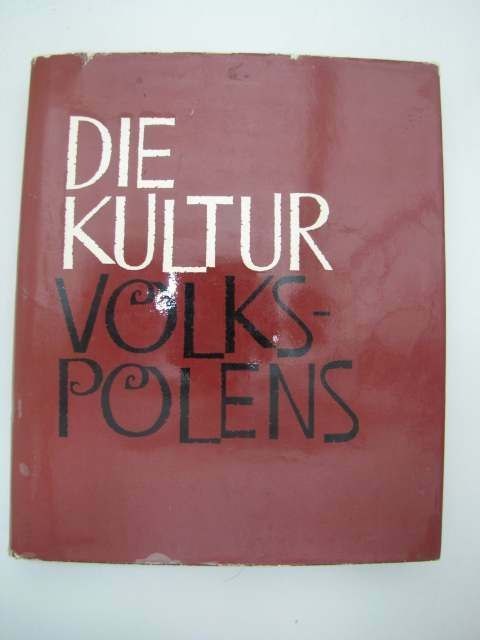 DIE
KULTUR
VOLKS-
POLENS